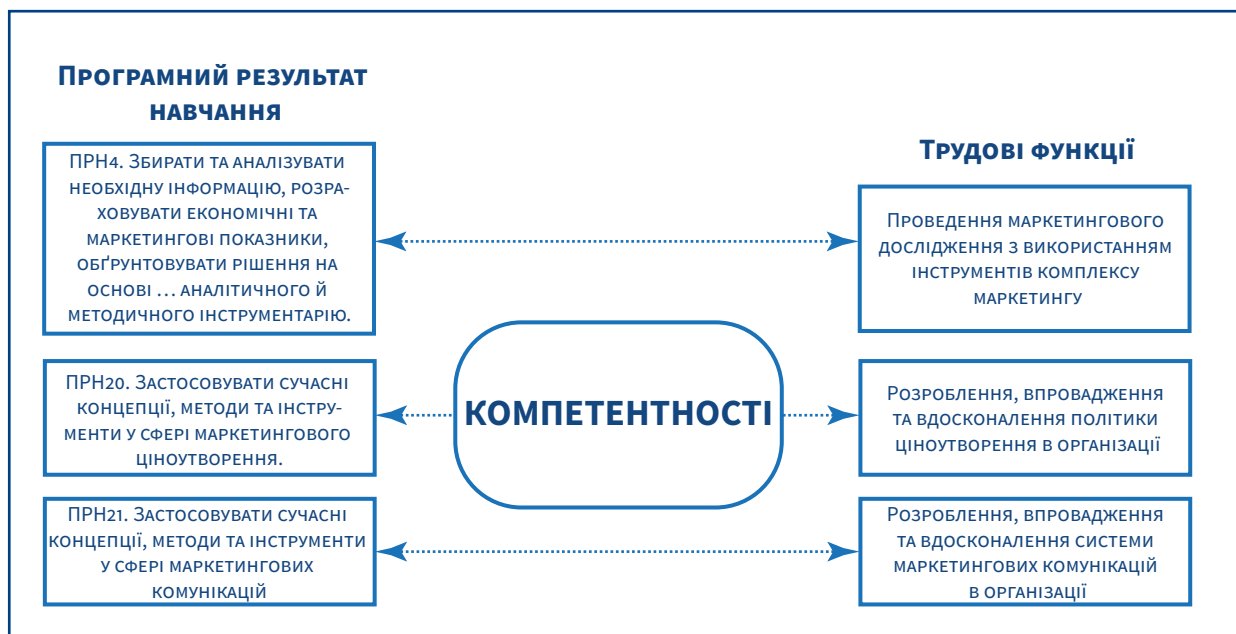 Програмний результат
навчання
ПРН4. Збирати та аналізувати
необхідну інформацію, розра-
ховувати економічні та
маркетингові показники,
обґрунтовувати рішення на
основі … аналітичного й
методичного інструментарію.
ПРН20. Застосовувати сучасні
концепції, методи та інстру-
менти у сфері маркетингового
ціноутворення.
ПРН21. Застосовувати сучасні
концепції, методи та інструменти
у сфері маркетингових
комунікацій
КОМПЕТЕНТНОСТІ
Трудові функції
Проведення маркетингового
дослідження з використанням
інструментів комплексу
маркетингу
Розроблення, впровадження
та вдосконалення політики
ціноутворення в організації
Розроблення, впровадження
та вдосконалення системи
маркетингових комунікацій
в організації